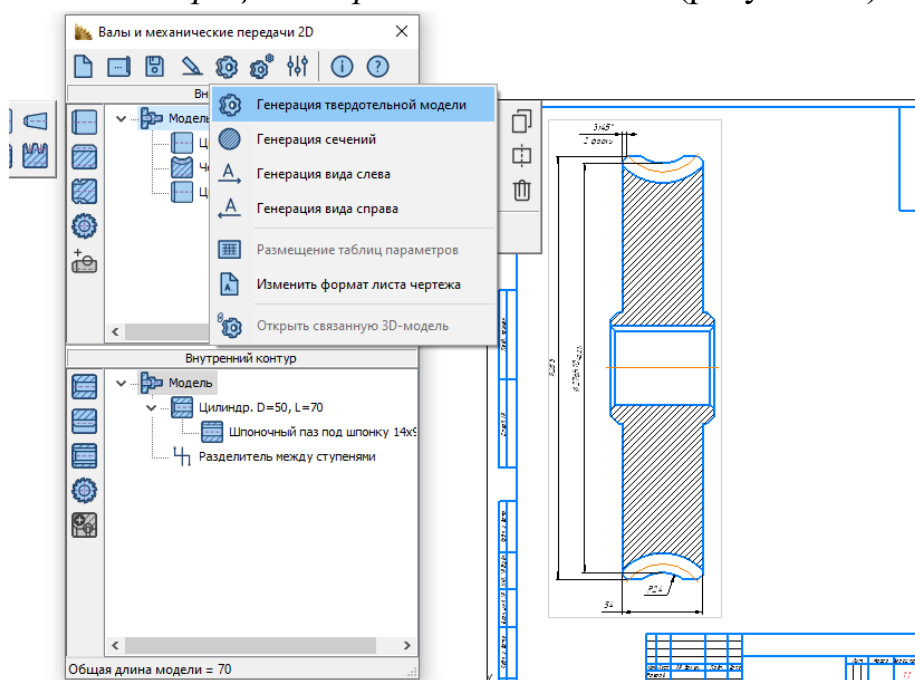 Валы и механические передачи 2D
Генерация твердотельной модели
Генерация сечений
Генерация вида слева
Генерация вида справа
Размещение таблиц параметров
Изменить формат листа чертежа
Открыть связанную 3D-модель
Вн
Модель
Ц
Ц
Внутренний контур
Модель
Цилиндр. D=50, L=70
Шпоночный паз под шпонку 14x9
Разделитель между ступенями
Общая длина модели = 70
3x45°
2 фаски
R24
54